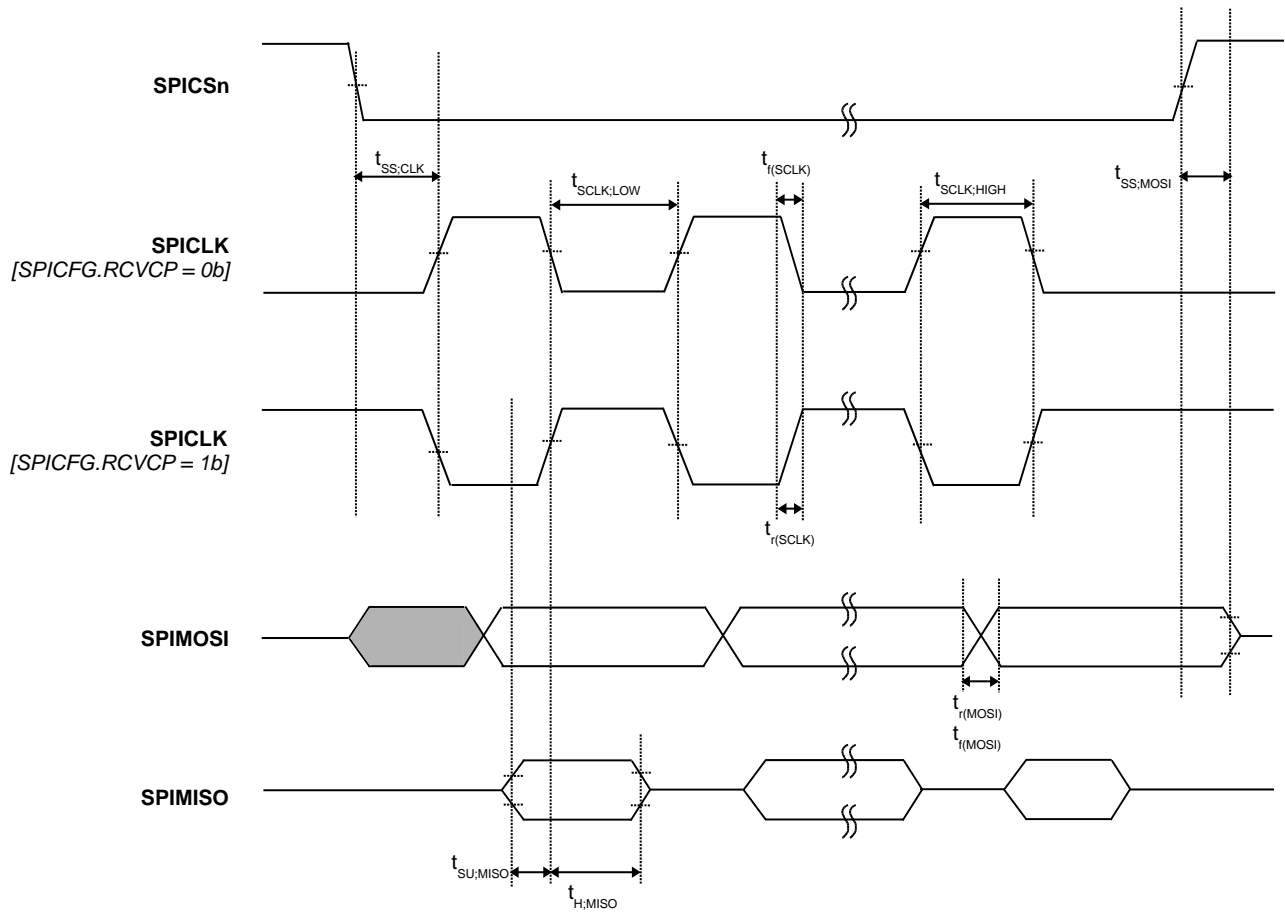 SPICSn
tSS;CLK
tSCLK;LOW
tf(SCLK)
tSCLK;HIGH
tSS;MOSI
SPICLK
[SPICFG.RCVCP = 0b]
SPICLK
[SPICFG.RCVCP = 1b]
tr(SCLK)
SPIMOSI
tr(MOSI)
tf(MOSI)
SPIMISO
tSU;MISO
tH;MISO